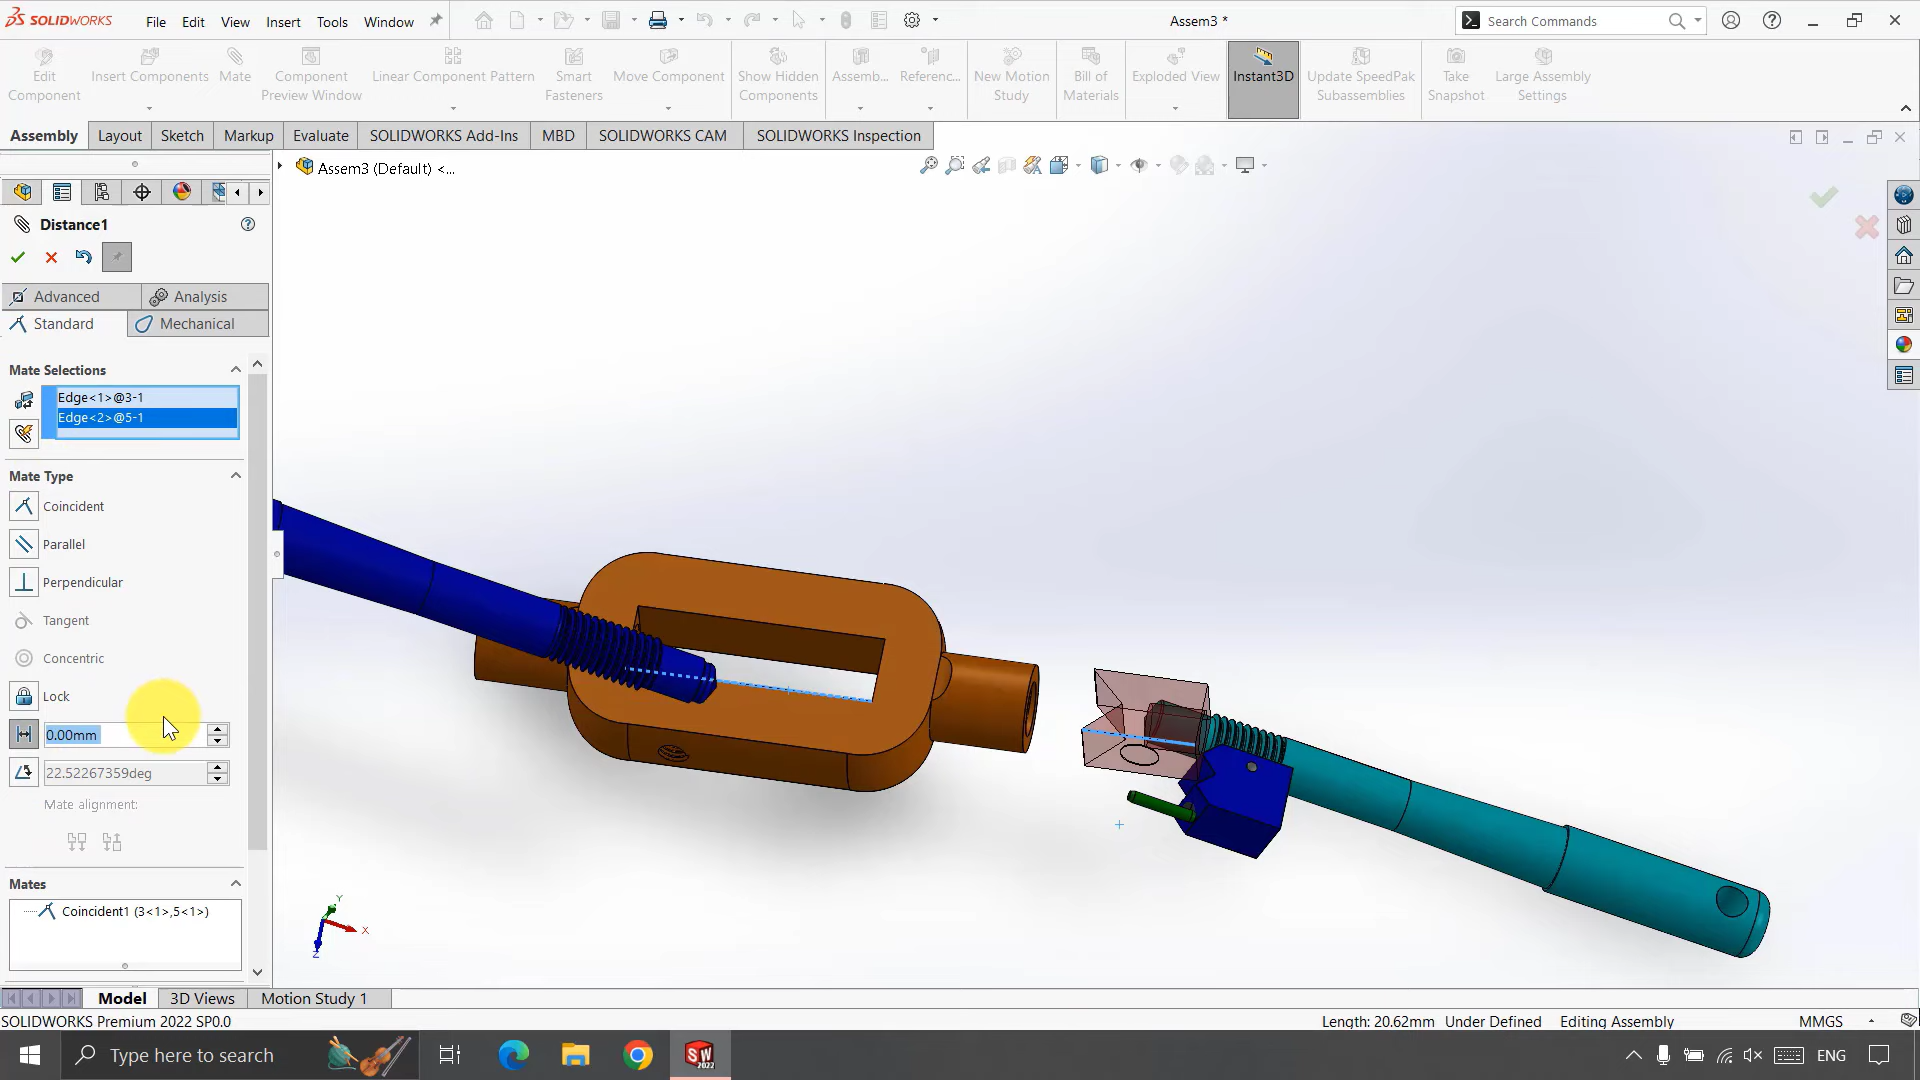 SOLIDWORKS File Edit View Insert Tools Window Assem3 * Search Commands
Edit Component
Insert Components
Mate
Component Preview Window
Linear Component Pattern
Smart Fasteners
Move Component
Show Hidden Components
Assemb...
Referenc...
New Motion Study
Bill of Materials
Exploded View
Instant3D
Update SpeedPak Subassemblies
Take Snapshot
Large Assembly Settings
Assembly Layout Sketch Markup Evaluate SOLIDWORKS Add-Ins MBD SOLIDWORKS CAM SOLIDWORKS Inspection
Assem3 (Default) <...
Distance1
Advanced Analysis
Standard Mechanical
Mate Selections
Edge<1>@3-1
Edge<2>@5-1
Mate Type
Coincident
Parallel
Perpendicular
Tangent
Concentric
Lock
0.00mm
22.52267359deg
Mate alignment:
Mates
Coincident1 (3<1>,5<1>)
Y
X
Z
Model 3D Views Motion Study 1
SOLIDWORKS Premium 2022 SP0.0 Length: 20.62mm Under Defined Editing Assembly MMGS
Type here to search SW 2022 ENG